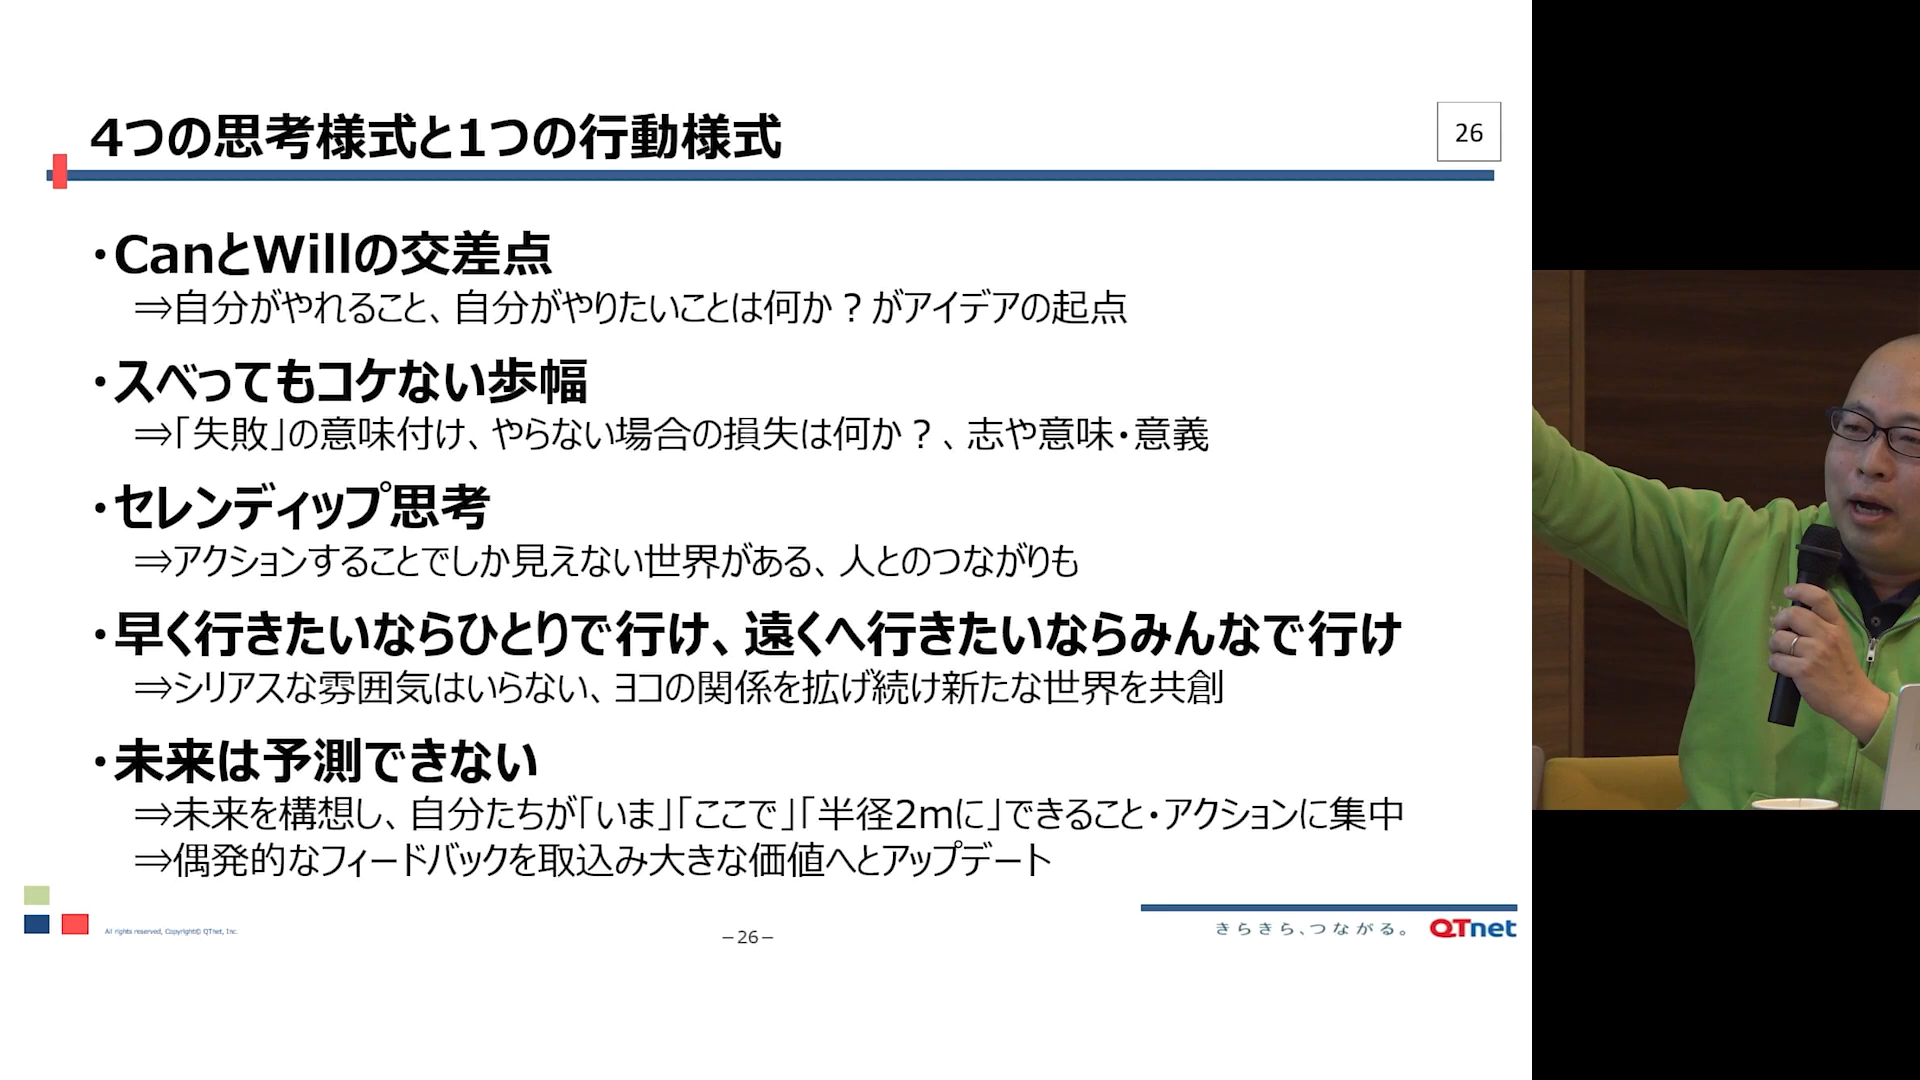 4つの思考様式と1つの行動様式
26
・CanとWillの交差点
⇒自分がやれること、自分がやりたいことは何か？がアイデアの起点
・スベってもコケない歩幅
⇒「失敗」の意味付け、やらない場合の損失は何か？、志や意味・意義
・セレンディップ思考
⇒アクションすることでしか見えない世界がある、人とのつながりも
・早く行きたいならひとりで行け、遠くへ行きたいならみんなで行け
⇒シリアスな雰囲気はいらない、ヨコの関係を拡げ続け新たな世界を共創
・未来は予測できない
⇒未来を構想し、自分たちが「いま」「ここで」「半径2mに」できること・アクションに集中
⇒偶発的なフィードバックを取込み大きな価値へとアップデート
All rights reserved, Copyright© QTnet, Inc.
－26－
きらきら、つながる。 QTnet